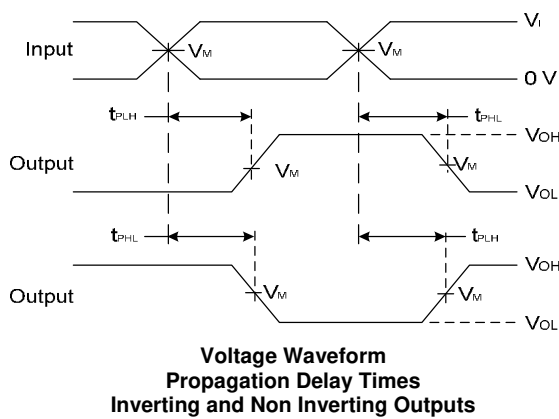 Input
VM
VM
VI
0 V
tPLH
tPHL
Output
VM
VM
VOH
VOL
tPHL
tPLH
Output
VM
VM
VOH
VOL
Voltage Waveform
Propagation Delay Times
Inverting and Non Inverting Outputs